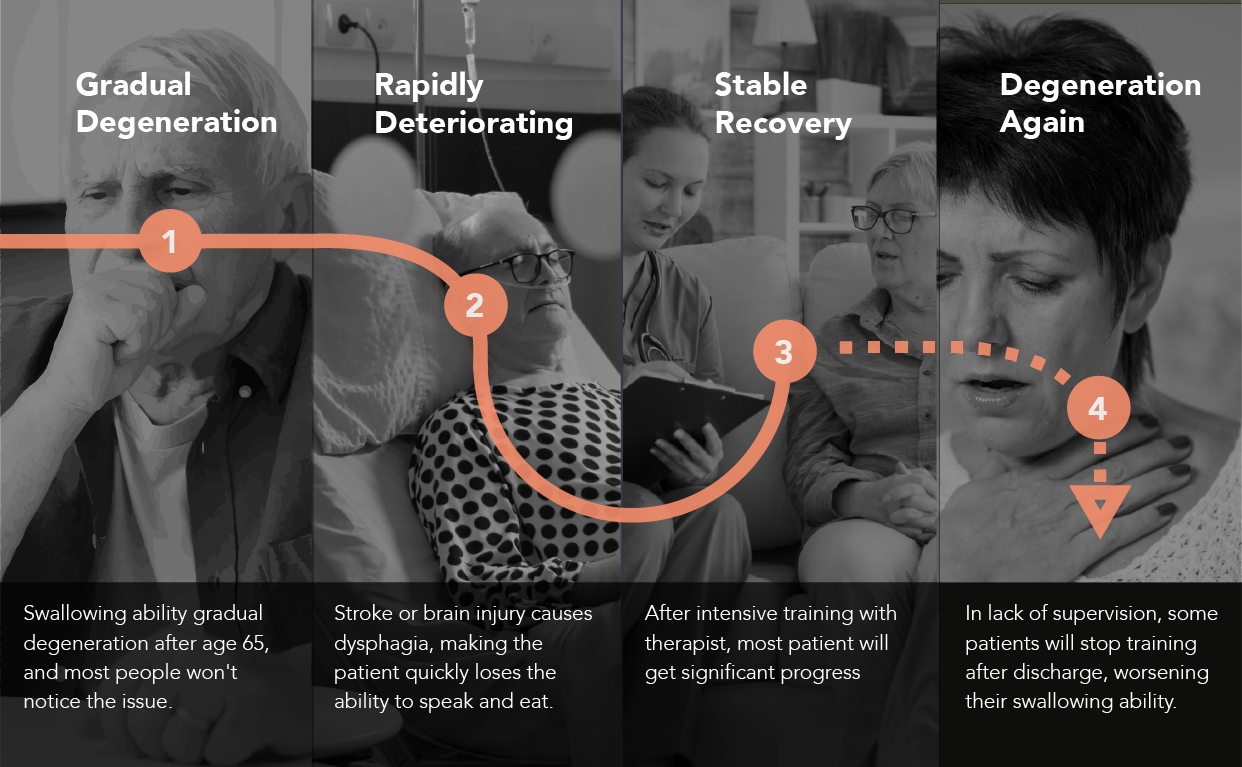 Gradual
Degeneration
Rapidly
Deteriorating
Stable
Recovery
Degeneration
Again
1
2
3
4
Swallowing ability gradual
degeneration after age 65,
and most people won't
notice the issue.
Stroke or brain injury causes
dysphagia, making the
patient quickly loses the
ability to speak and eat.
After intensive training with
therapist, most patient will
get significant progress
In lack of supervision, some
patients will stop training
after discharge, worsening
their swallowing ability.